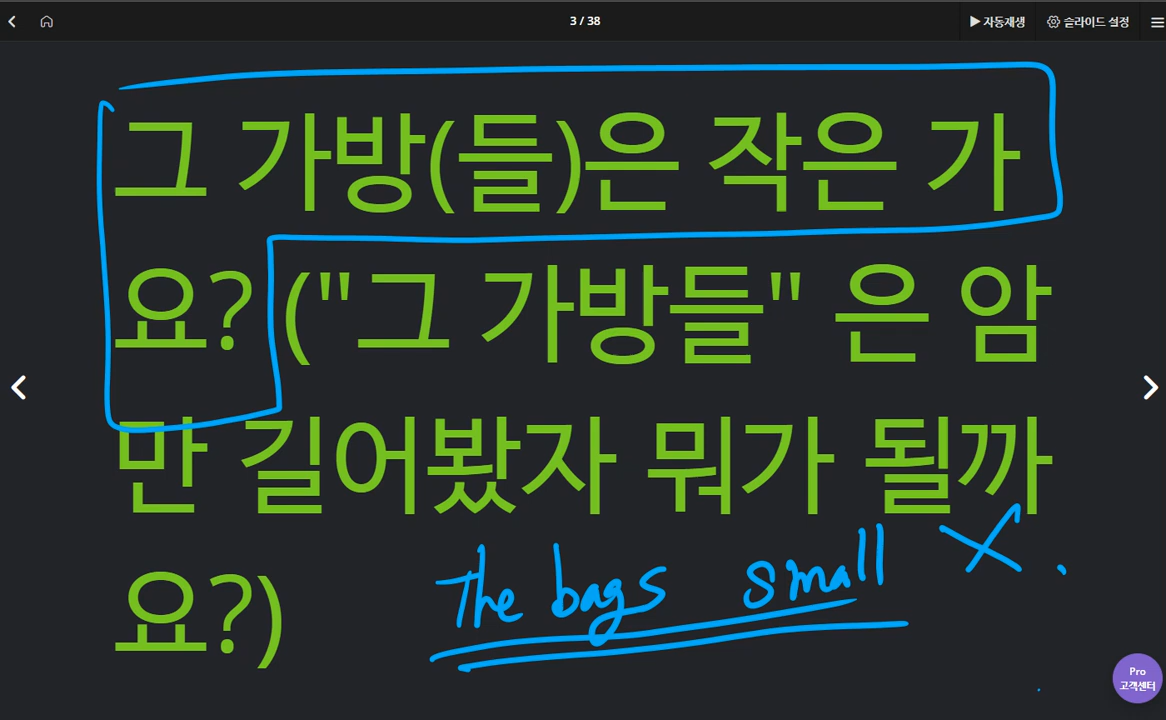 3 / 38
▶ 자동재생
슬라이드 설정
그 가방(들)은 작은 가
요? ("그 가방들" 은 암
만 길어봤자 뭐가 될까
요?)
The bags small
Pro
고객센터